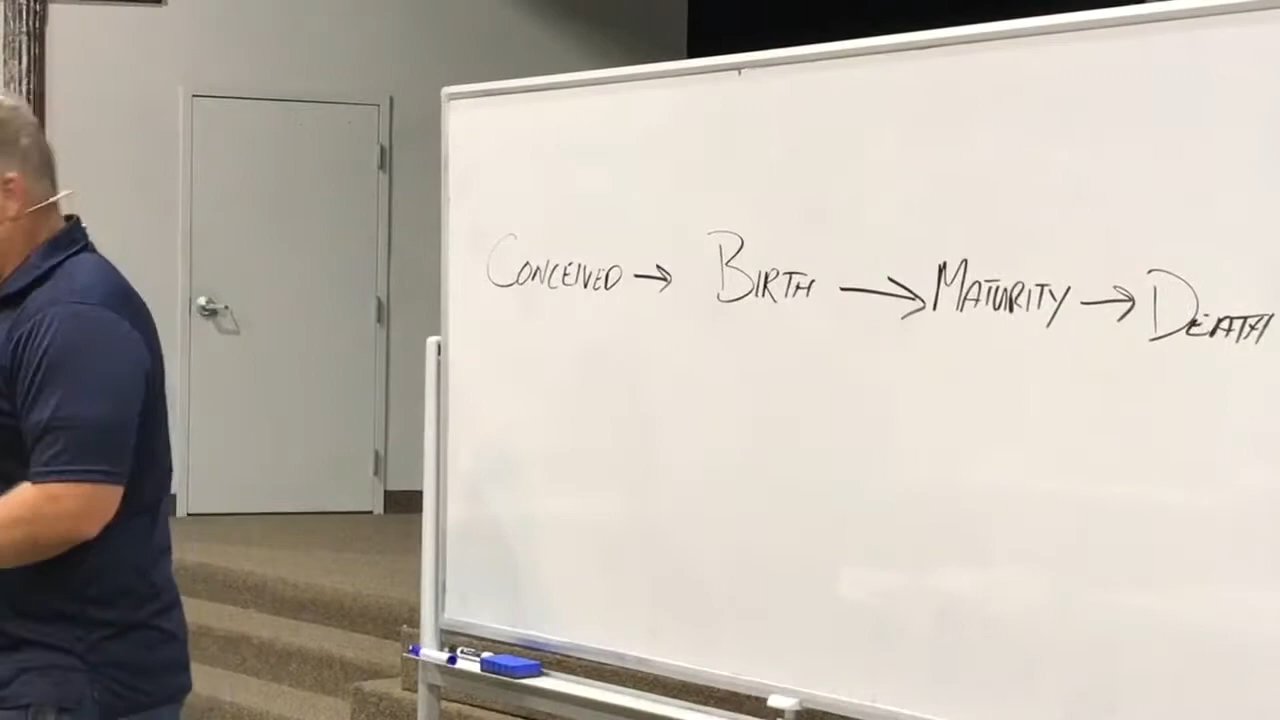 CONCEIVED → BIRTH → MATURITY → DEATH